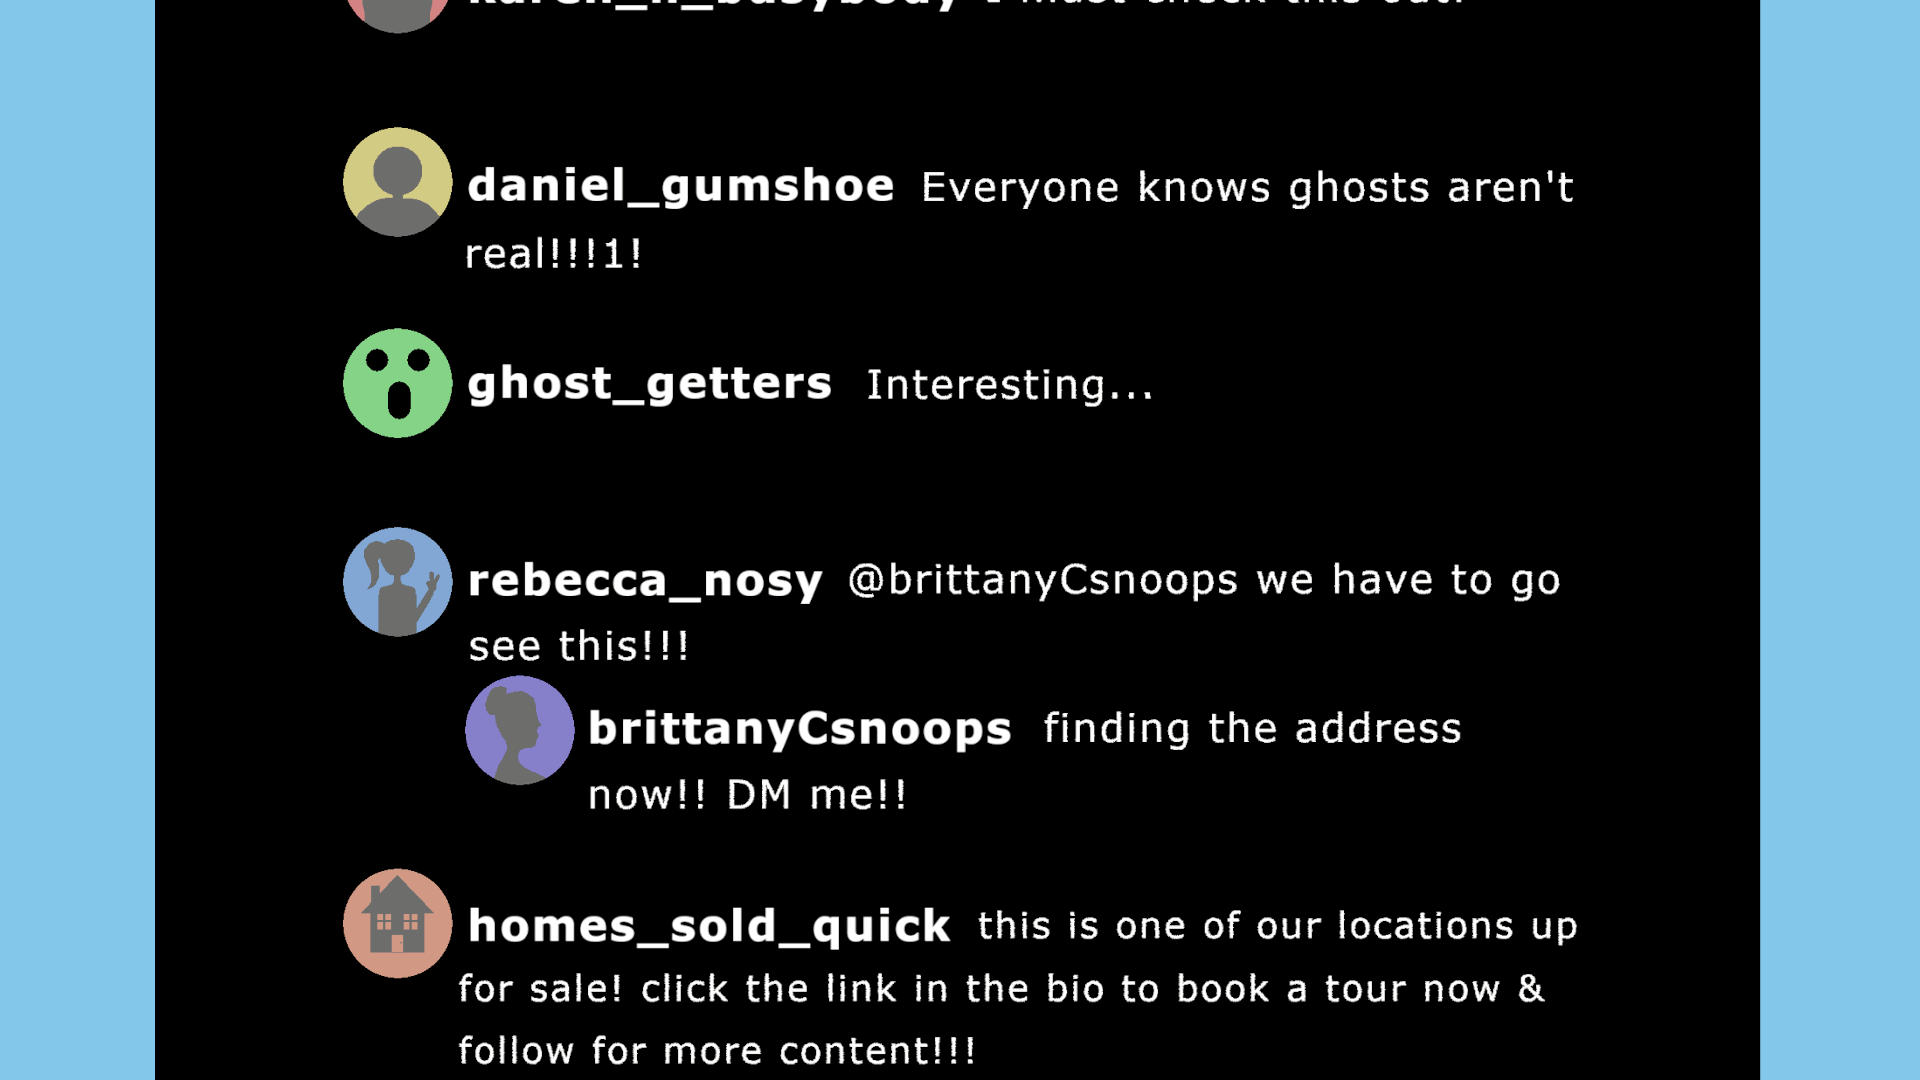 daniel_gumshoe Everyone knows ghosts aren't
real!!!1!
ghost_getters Interesting...
rebecca_nosy @brittanyCsnoops we have to go
see this!!!
brittanyCsnoops finding the address
now!! DM me!!
homes_sold_quick this is one of our locations up
for sale! click the link in the bio to book a tour now &
follow for more content!!!